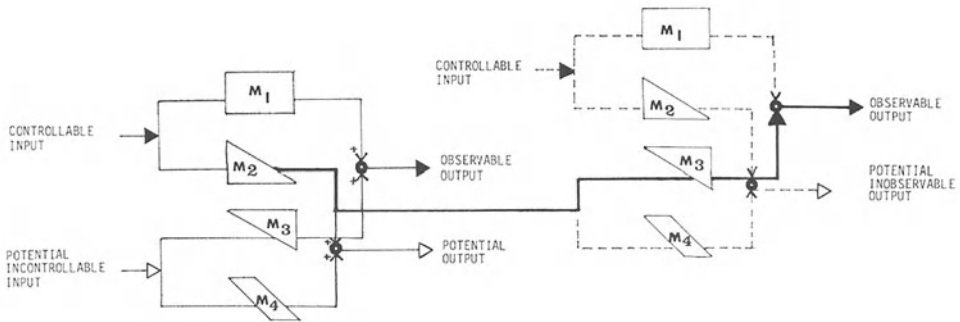 CONTROLLABLE
INPUT
M1
M2
+
+
OBSERVABLE
OUTPUT
POTENTIAL
INCONTROLLABLE
INPUT
M3
M4
+
+
POTENTIAL
OUTPUT
CONTROLLABLE
INPUT
M1
M2
OBSERVABLE
OUTPUT
M3
M4
POTENTIAL
INOBSERVABLE
OUTPUT